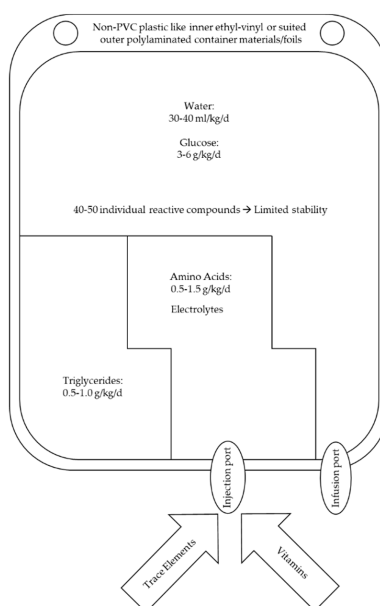 Non-PVC plastic like inner ethyl-vinyl or suited
outer polylaminated container materials/foils
Water:
30-40 ml/kg/d
Glucose:
3-6 g/kg/d
40-50 individual reactive compounds → Limited stability
Amino Acids:
0.5-1.5 g/kg/d
Electrolytes
Triglycerides:
0.5-1.0 g/kg/d
Injection port
Infusion port
Trace Elements
Vitamins